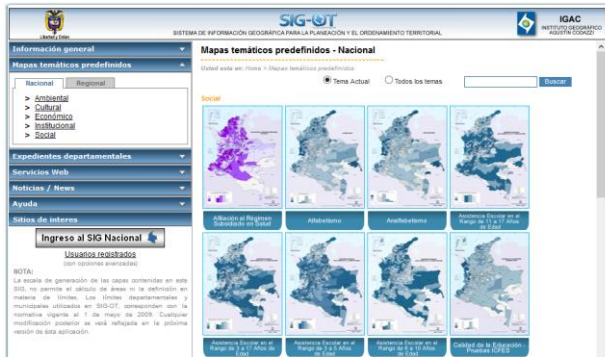 Libertad y Orden
SIG-OT
SISTEMA DE INFORMACIÓN GEOGRÁFICA PARA LA PLANEACIÓN Y EL ORDENAMIENTO TERRITORIAL
IGAC
INSTITUTO GEOGRÁFICO
AGUSTÍN CODAZZI
Información general
Mapas temáticos predefinidos
Nacional Regional
> Ambiental
> Cultural
> Económico
> Institucional
> Social
Expedientes departamentales
Servicios Web
Noticias / News
Ayuda
Sitios de interes
Ingreso al SIG Nacional
Usuarios registrados
(con opciones avanzadas)
NOTA:
La escala de generación de las capas contenidas en este
SIG, no permite el cálculo de áreas ni la definición en
materia de límites. Los límites departamentales y
municipales utilizados en SIG-OT, corresponden con la
normativa vigente al 1 de mayo de 2009. Cualquier
modificación posterior se verá reflejada en la próxima
versión de ésta aplicación.
Mapas temáticos predefinidos - Nacional
Usted esta en: Home > Mapas temáticos predefinidos
Tema Actual Todos los temas Buscar
Social
Afiliación al Régimen
Subsidiado en Salud
Alfabetismo
Analfabetismo
Asistencia Escolar en el
Rango de 11 a 17 Años
de Edad
Asistencia Escolar en el
Rango de 3 a 17 Años de
Edad
Asistencia Escolar en el
Rango de 3 a 5 Años de
Edad
Asistencia Escolar en el
Rango de 6 a 10 Años de
Edad
Calidad de la Educación -
Pruebas ICFES